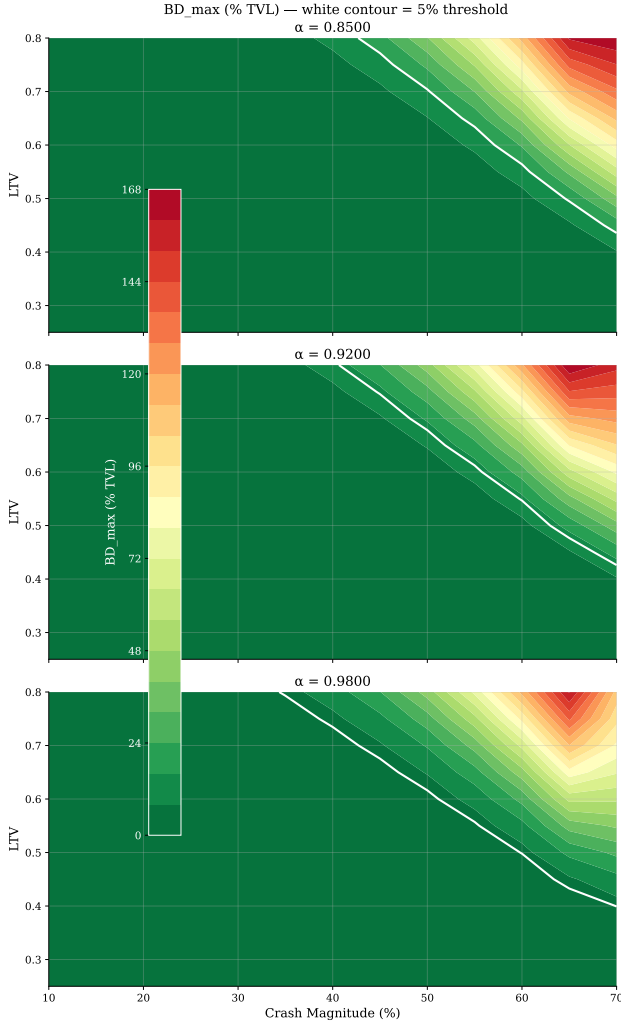 BD_max (% TVL) — white contour = 5% threshold
α = 0.8500
0.8
0.7
0.6
0.5
0.4
0.3
LTV
α = 0.9200
0.8
0.7
0.6
0.5
0.4
0.3
LTV
α = 0.9800
0.8
0.7
0.6
0.5
0.4
0.3
LTV
10 20 30 40 50 60 70
Crash Magnitude (%)
168
144
120
96
72
48
24
0
BD_max (% TVL)